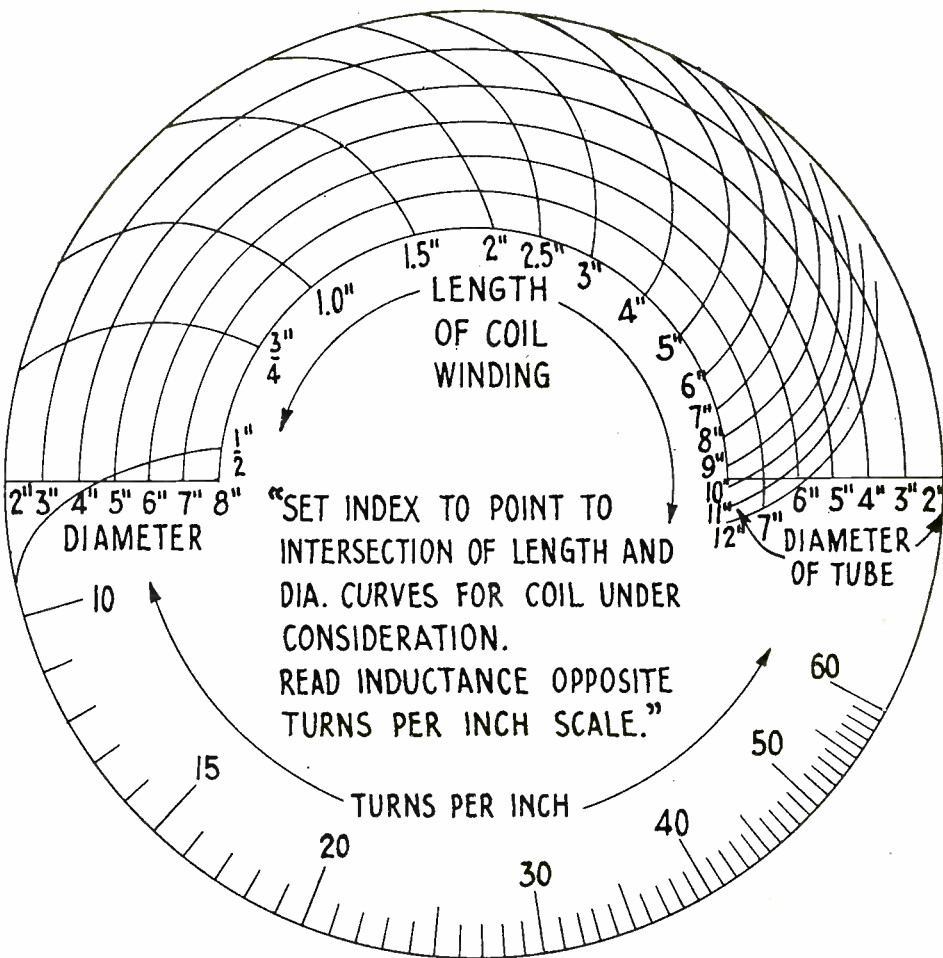 1.5" 2" 2.5" 3" 4" 5" 6" 7" 8" 9" 10" 11" 12"
1.0"
3/4"
1/2"
LENGTH
OF COIL
WINDING
2" 3" 4" 5" 6" 7" 8"
DIAMETER
7" 6" 5" 4" 3" 2"
DIAMETER
OF TUBE
"SET INDEX TO POINT TO
INTERSECTION OF LENGTH AND
DIA. CURVES FOR COIL UNDER
CONSIDERATION.
READ INDUCTANCE OPPOSITE
TURNS PER INCH SCALE."
TURNS PER INCH
10
15
20
30
40
50
60